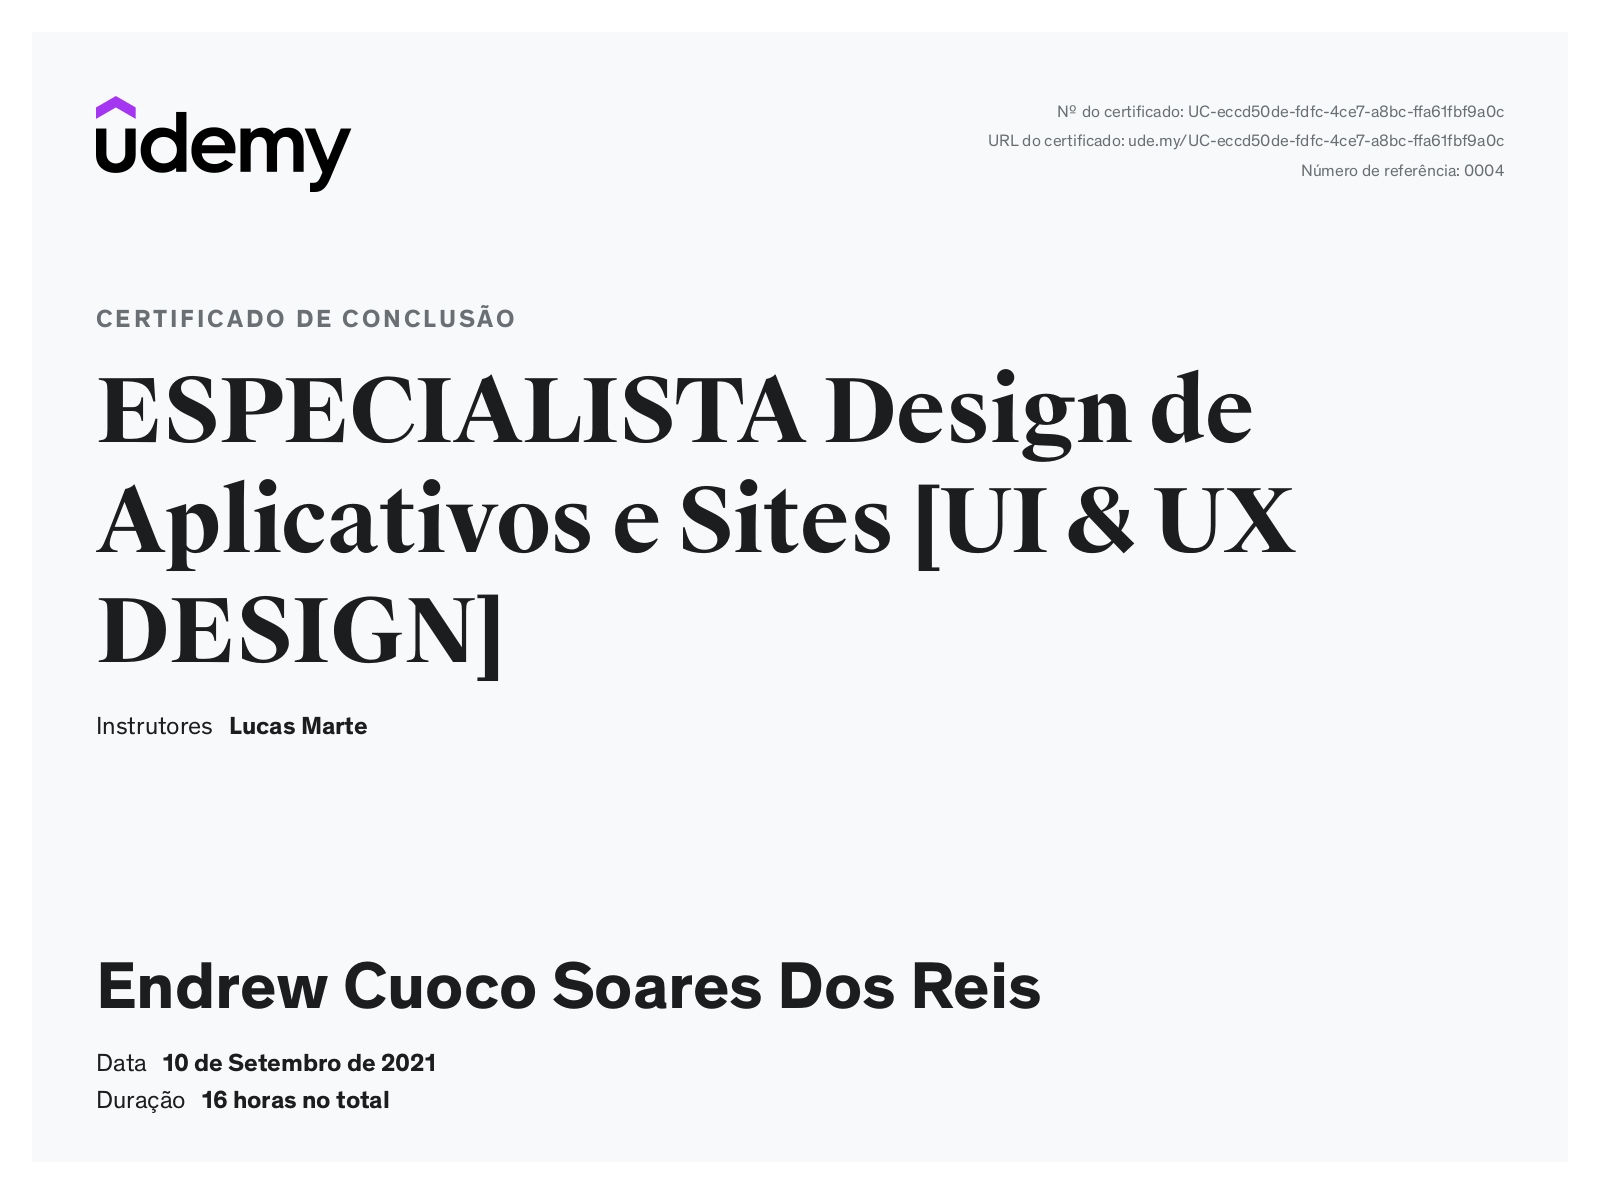 udemy
Nº do certificado: UC-eccd50de-fdfc-4ce7-a8bc-ffa61fbf9a0c
URL do certificado: ude.my/UC-eccd50de-fdfc-4ce7-a8bc-ffa61fbf9a0c
Número de referência: 0004
CERTIFICADO DE CONCLUSÃO
ESPECIALISTA Design de
Aplicativos e Sites [UI & UX
DESIGN]
Instrutores Lucas Marte
Endrew Cuoco Soares Dos Reis
Data 10 de Setembro de 2021
Duração 16 horas no total